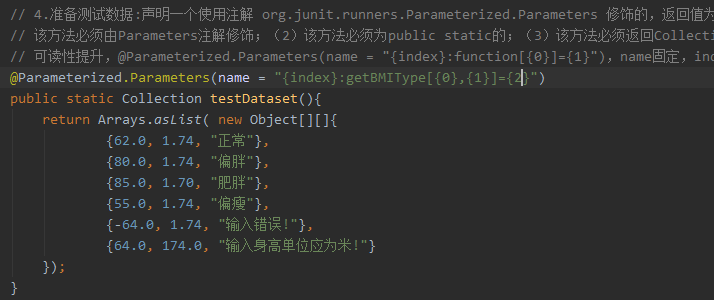 // 4.准备测试数据:声明一个使用注解 org.junit.runners.Parameterized.Parameters 修饰的，返回值为
// 该方法必须由Parameters注解修饰；（2）该方法必须为public static的；（3）该方法必须返回Collecti
// 可读性提升，@Parameterized.Parameters(name = "{index}:function[{0}]={1}")，name固定，ind
@Parameterized.Parameters(name = "{index}:getBMIType[{0},{1}]={2}")
public static Collection testDataset(){
return Arrays.asList( new Object[][]{
{62.0, 1.74, "正常"},
{80.0, 1.74, "偏胖"},
{85.0, 1.70, "肥胖"},
{55.0, 1.74, "偏瘦"},
{-64.0, 1.74, "输入错误!"},
{64.0, 174.0, "输入身高单位应为米!"}
});
}